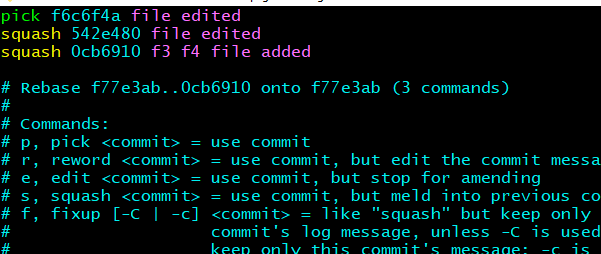 pick f6c6f4a file edited
squash 542e480 file edited
squash 0cb6910 f3 f4 file added
# Rebase f77e3ab..0cb6910 onto f77e3ab (3 commands)
#
# Commands:
# p, pick <commit> = use commit
# r, reword <commit> = use commit, but edit the commit messa
# e, edit <commit> = use commit, but stop for amending
# s, squash <commit> = use commit, but meld into previous co
# f, fixup [-C | -c] <commit> = like "squash" but keep only
# commit's log message, unless -C is used
# keep only this commit's message; -c is